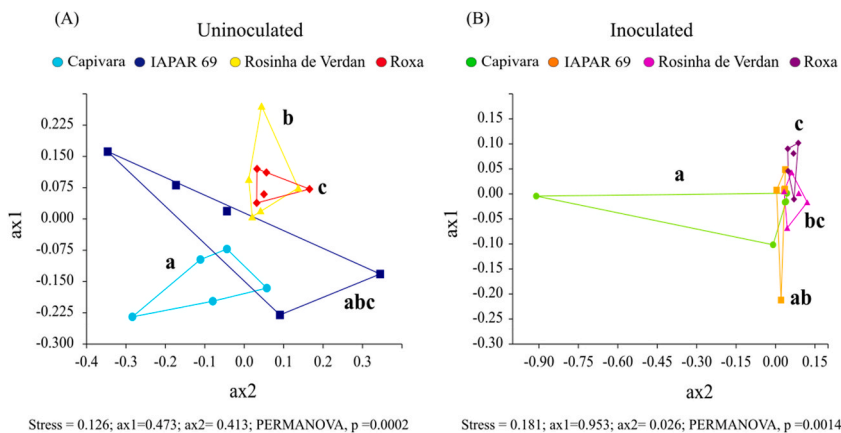 (A)
Uninoculated
Capivara IAPAR 69 Rosinha de Verdan Roxa
0.225
0.150
0.075
0.000
-0.075
-0.150
-0.225
-0.300
ax1
b
c
a
abc
-0.4 -0.3 -0.2 -0.1 0.0 0.1 0.2 0.3
ax2
Stress = 0.126; ax1=0.473; ax2= 0.413; PERMANOVA, p =0.0002
(B)
Inoculated
Capivara IAPAR 69 Rosinha de Verdan Roxa
0.15
0.10
0.05
0.00
-0.05
-0.10
-0.15
-0.20
-0.25
-0.30
ax1
c
a
bc
ab
-0.90 -0.60 -0.45 -0.30 -0.15 0.00 0.15
ax2
Stress = 0.181; ax1=0.953; ax2= 0.026; PERMANOVA, p =0.0014